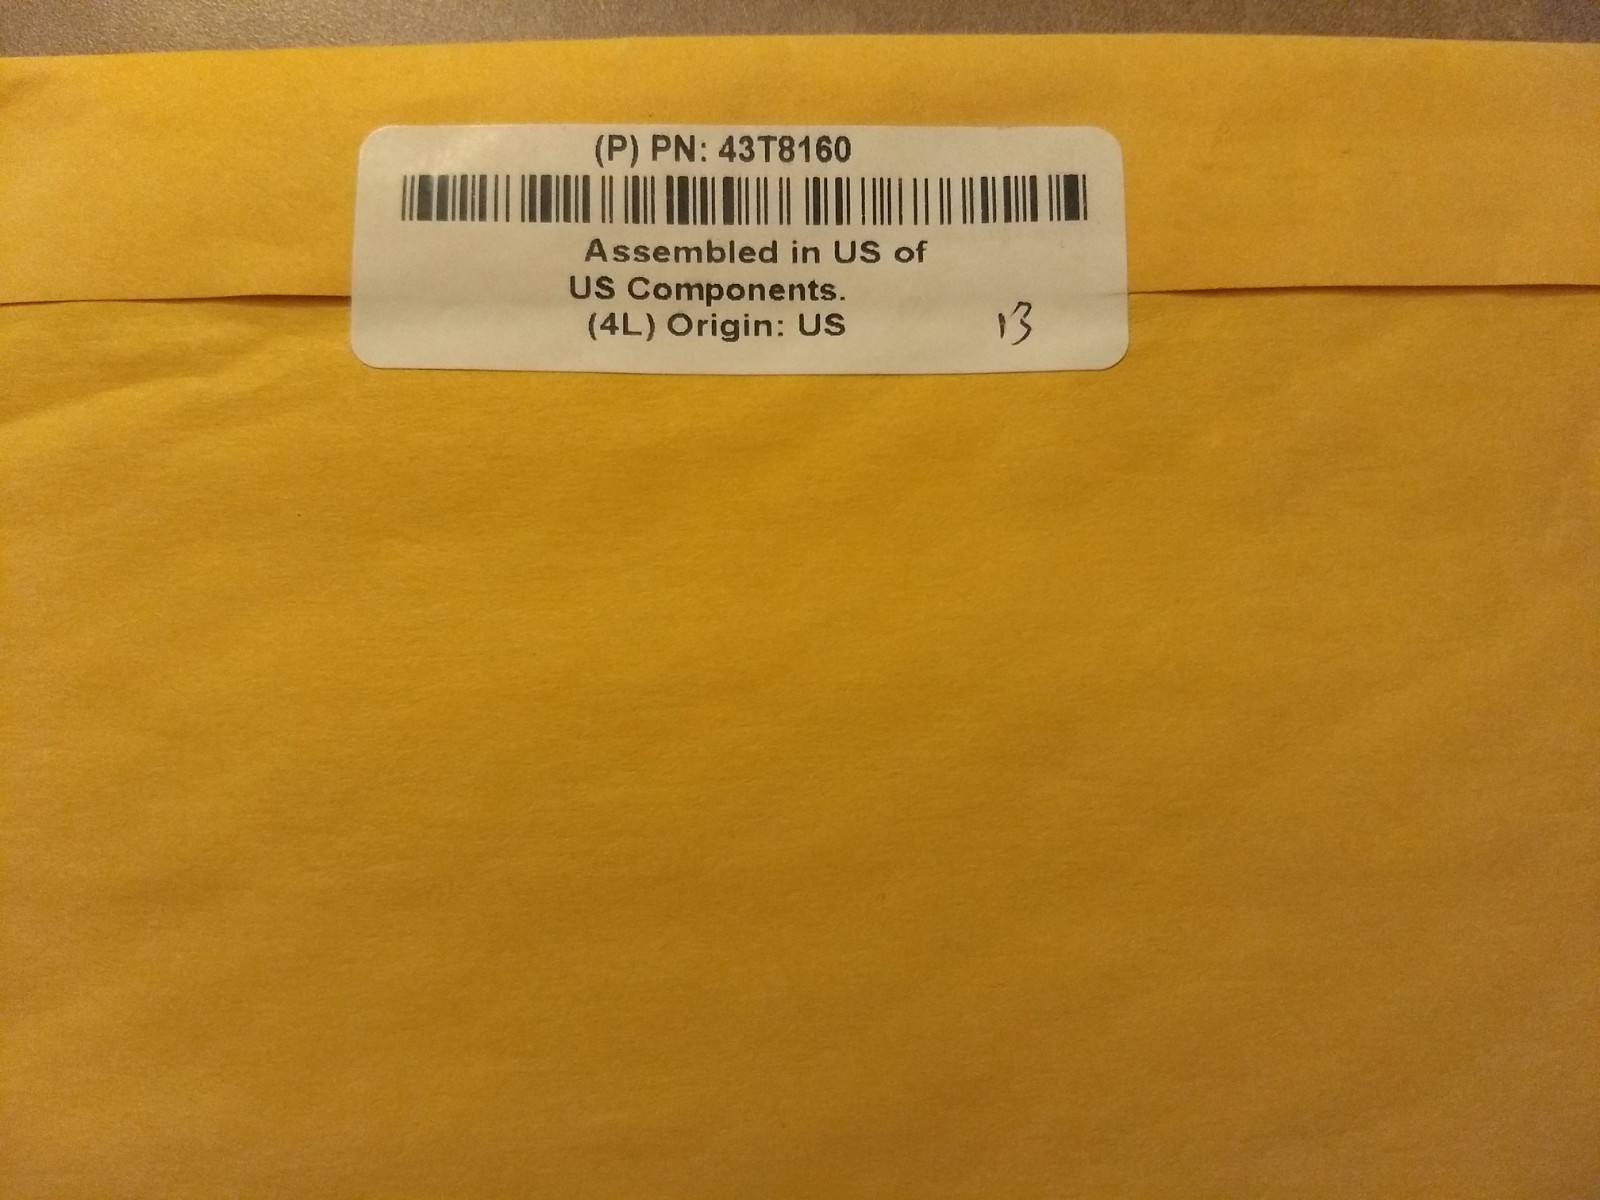 (P) PN: 43T8160
Assembled in US of
US Components.
(4L) Origin: US
13